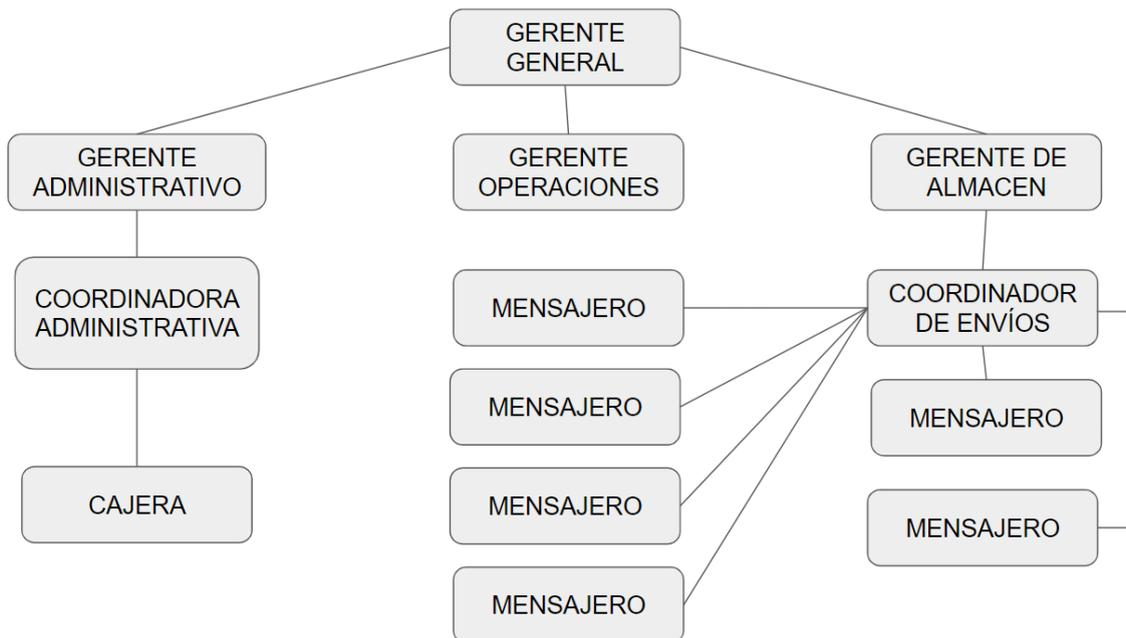 GERENTE
GENERAL
GERENTE
ADMINISTRATIVO
GERENTE
OPERACIONES
GERENTE DE
ALMACEN
COORDINADORA
ADMINISTRATIVA
MENSAJERO
COORDINADOR
DE ENVÍOS
MENSAJERO
MENSAJERO
CAJERA
MENSAJERO
MENSAJERO
MENSAJERO